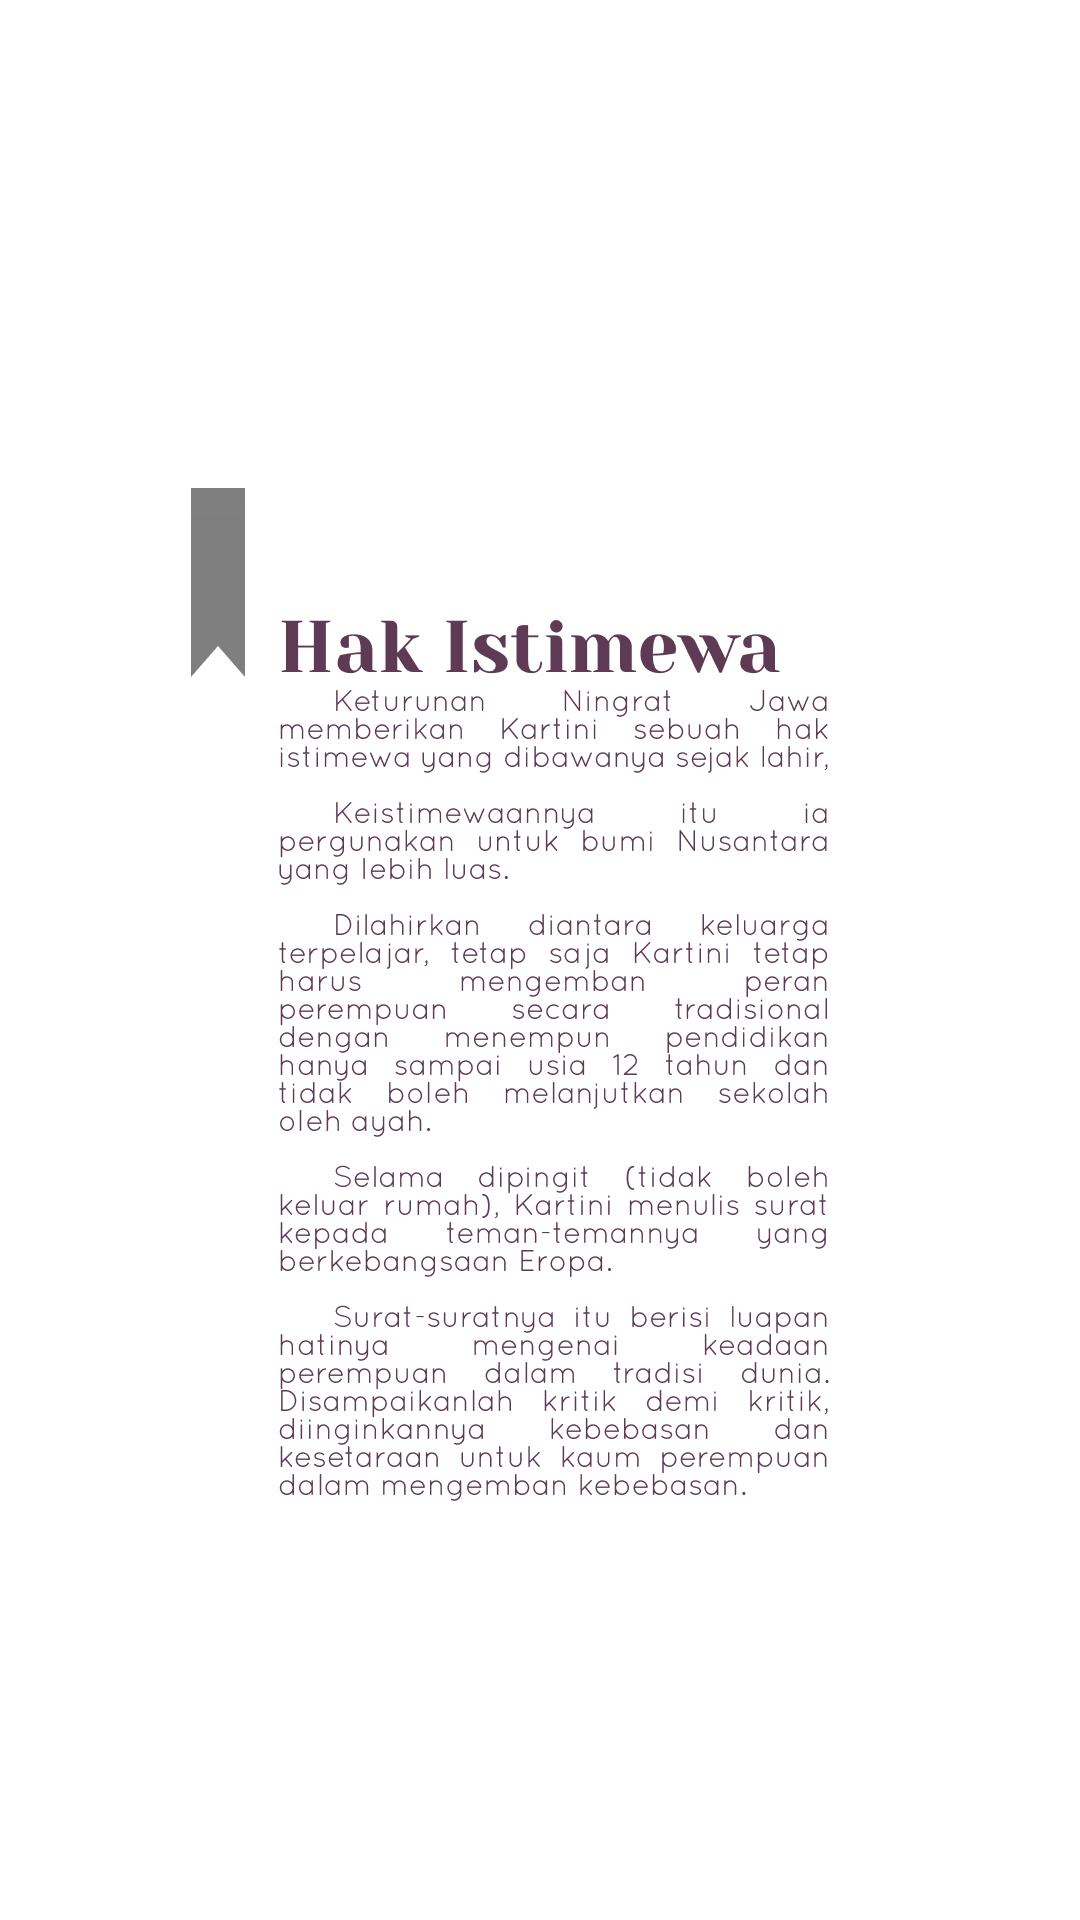 Hak Istimewa
Keturunan Ningrat Jawa
memberikan Kartini sebuah hak
istimewa yang dibawanya sejak lahir,
Keistimewaannya itu ia
pergunakan untuk bumi Nusantara
yang lebih luas.
Dilahirkan diantara keluarga
terpelajar, tetap saja Kartini tetap
harus mengemban peran
perempuan secara tradisional
dengan menempun pendidikan
hanya sampai usia 12 tahun dan
tidak boleh melanjutkan sekolah
oleh ayah.
Selama dipingit (tidak boleh
keluar rumah), Kartini menulis surat
kepada teman-temannya yang
berkebangsaan Eropa.
Surat-suratnya itu berisi luapan
hatinya mengenai keadaan
perempuan dalam tradisi dunia.
Disampaikanlah kritik demi kritik,
diinginkannya kebebasan dan
kesetaraan untuk kaum perempuan
dalam mengemban kebebasan.